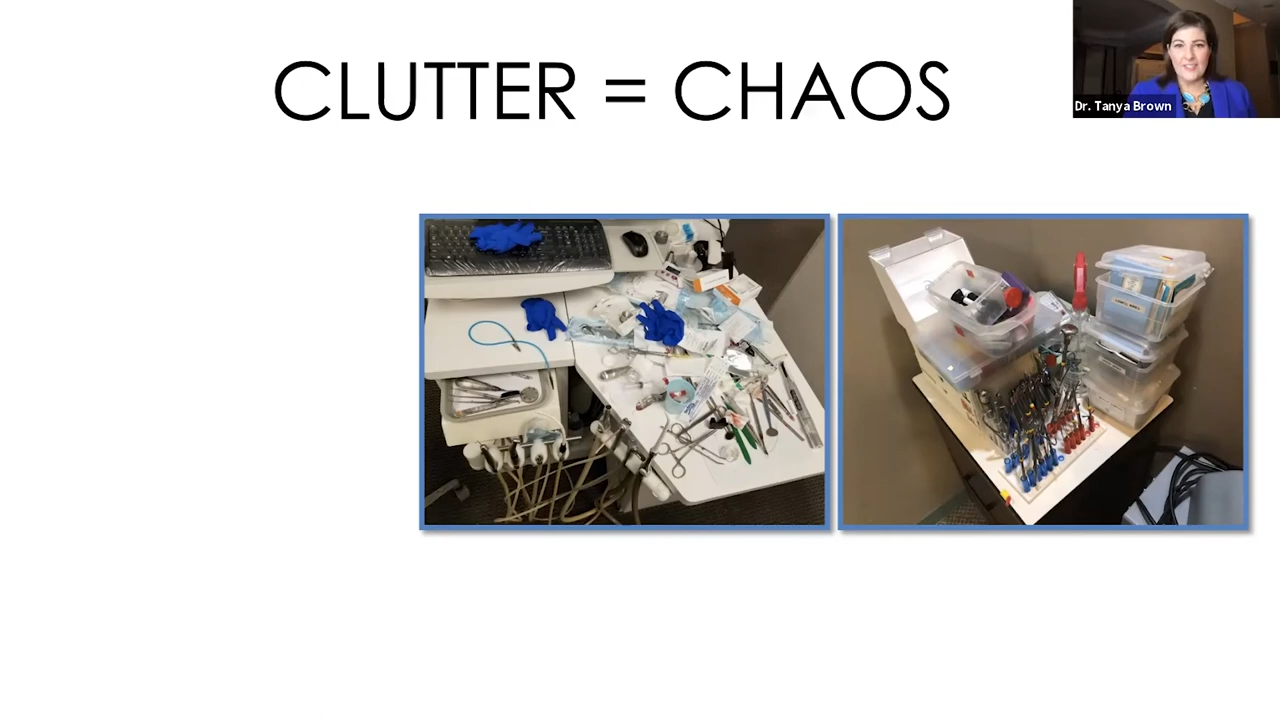 CLUTTER = CHAOS
Dr. Tanya Brown